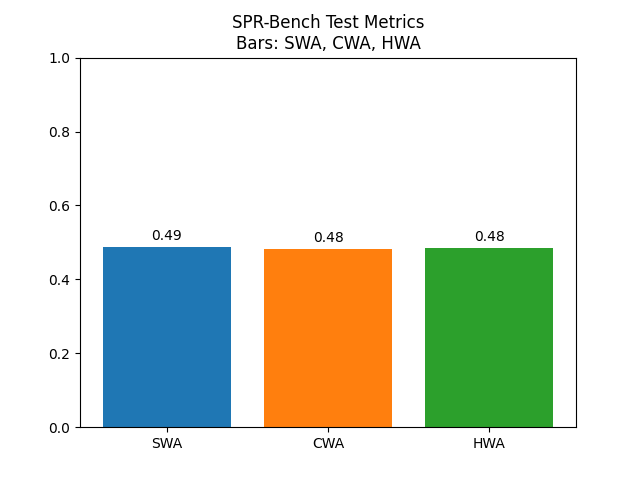 SPR-Bench Test Metrics
Bars: SWA, CWA, HWA
1.0
0.8
0.6
0.4
0.2
0.0
0.49
0.48
0.48
SWA
CWA
HWA